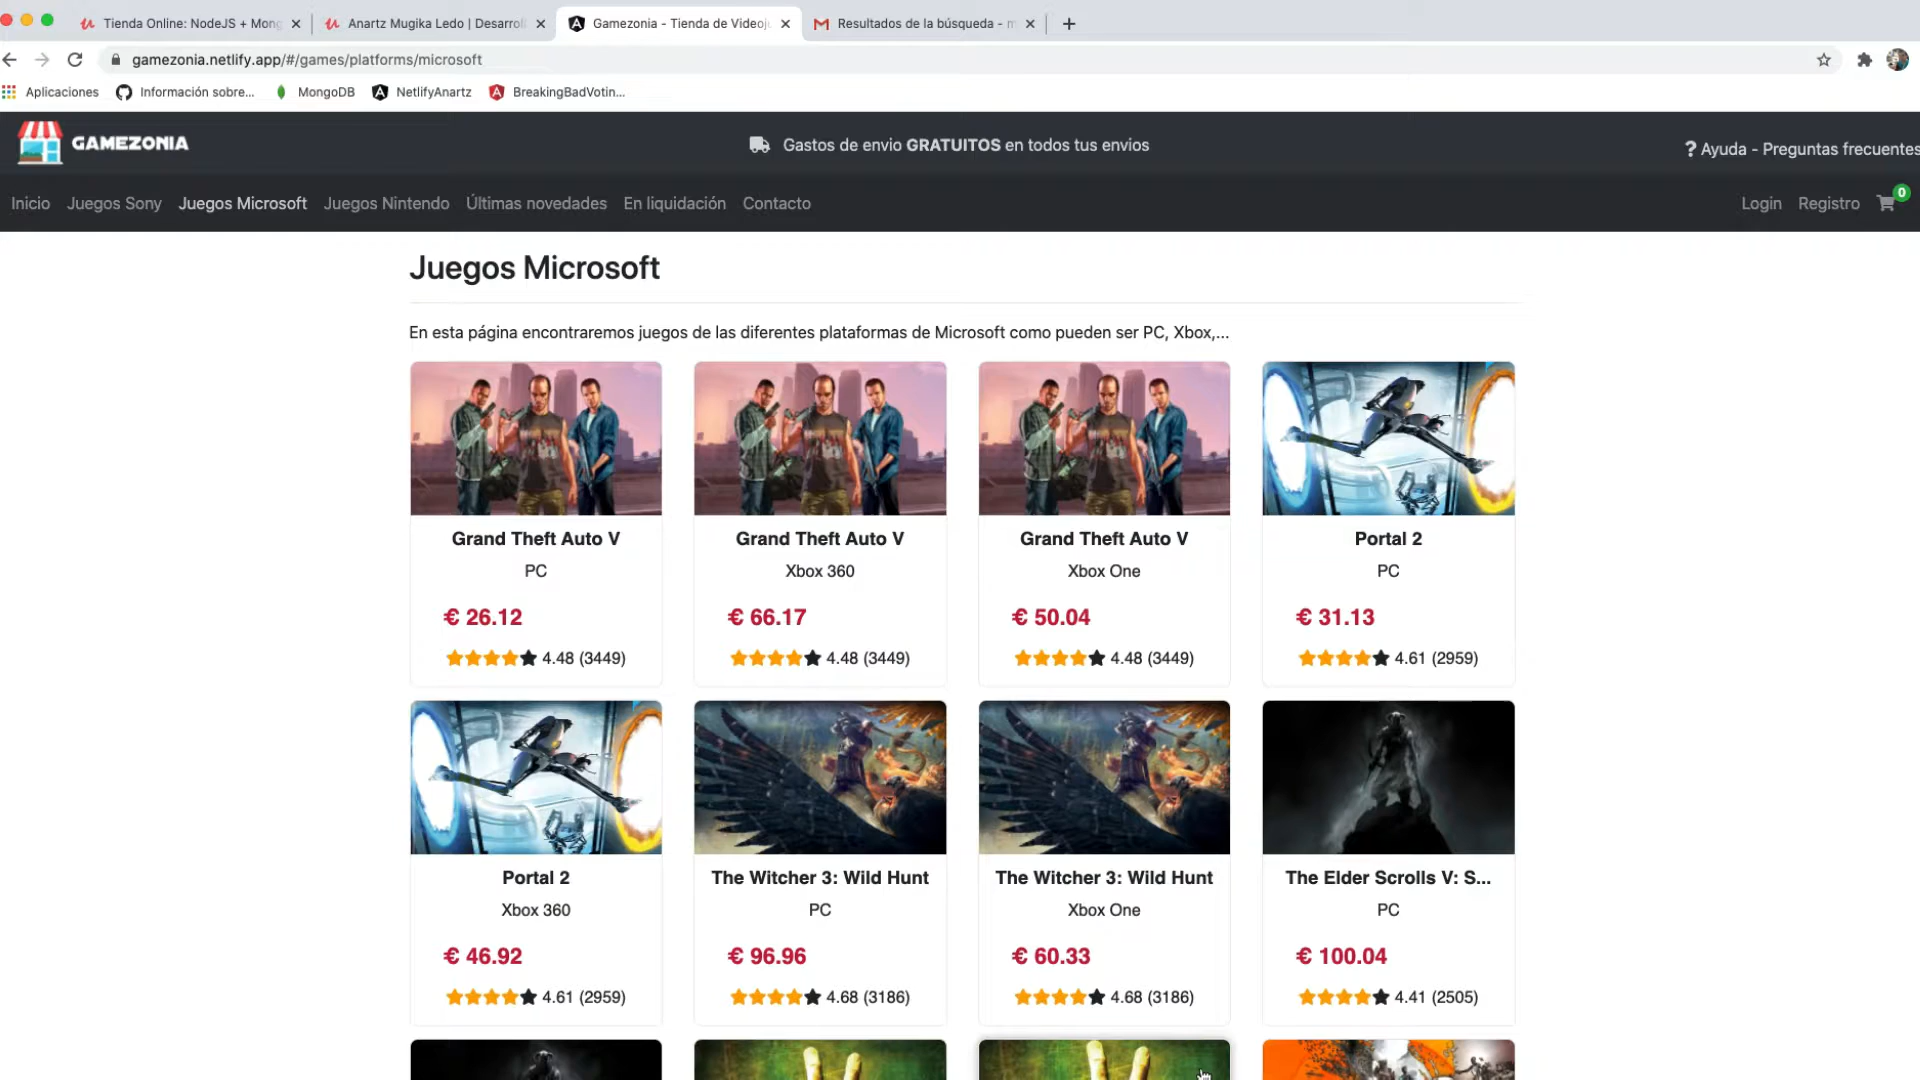 Tienda Online: NodeJS + Mong
Anartz Mugika Ledo | Desarrol
Gamezonia - Tienda de Videoju
Resultados de la búsqueda - m
gamezonia.netlify.app/#/games/platforms/microsoft
Aplicaciones
Información sobre...
MongoDB
NetlifyAnartz
BreakingBadVotin...
GAMEZONIA
Gastos de envio GRATUITOS en todos tus envios
? Ayuda - Preguntas frecuentes
Inicio
Juegos Sony
Juegos Microsoft
Juegos Nintendo
Últimas novedades
En liquidación
Contacto
Login
Registro
0
Juegos Microsoft
En esta página encontraremos juegos de las diferentes plataformas de Microsoft como pueden ser PC, Xbox,...
Grand Theft Auto V
PC
€ 26.12
4.48 (3449)
Grand Theft Auto V
Xbox 360
€ 66.17
4.48 (3449)
Grand Theft Auto V
Xbox One
€ 50.04
4.48 (3449)
Portal 2
PC
€ 31.13
4.61 (2959)
Portal 2
Xbox 360
€ 46.92
4.61 (2959)
The Witcher 3: Wild Hunt
PC
€ 96.96
4.68 (3186)
The Witcher 3: Wild Hunt
Xbox One
€ 60.33
4.68 (3186)
The Elder Scrolls V: S...
PC
€ 100.04
4.41 (2505)